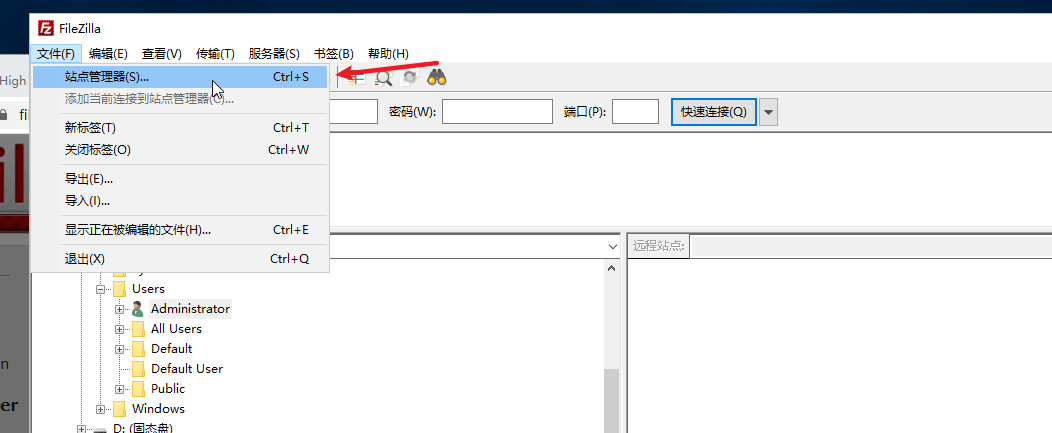 FileZilla
文件(F) 编辑(E) 查看(V) 传输(T) 服务器(S) 书签(B) 帮助(H)
High
站点管理器(S)... Ctrl+S
添加当前连接到站点管理器(C)...
密码(W): 端口(P): 快速连接(Q)
新标签(T) Ctrl+T
关闭标签(O) Ctrl+W
导出(E)...
导入(I)...
显示正在被编辑的文件(H)... Ctrl+E
远程站点:
退出(X) Ctrl+Q
Users
Administrator
All Users
Default
Default User
Public
Windows
D: (固态盘)